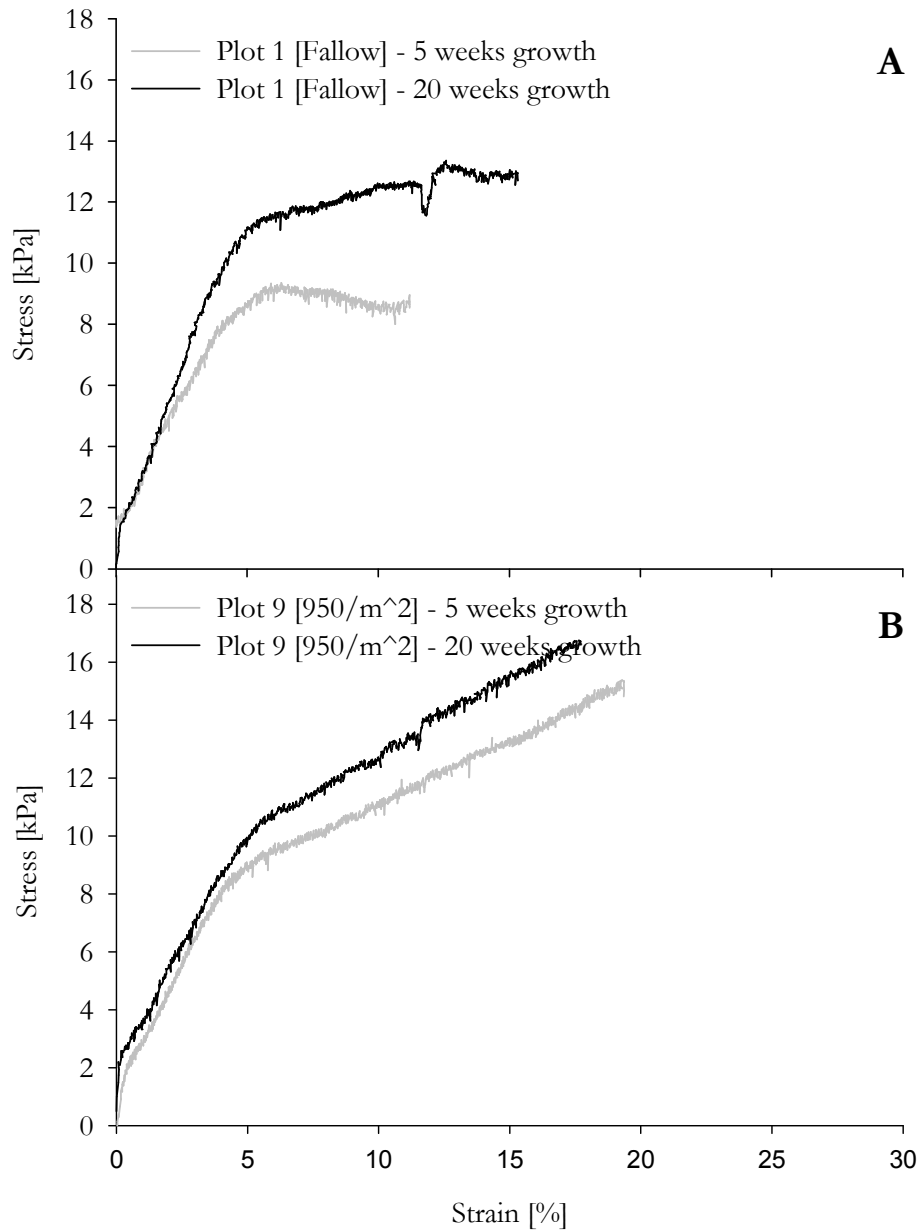 18
Plot 1 [Fallow] - 5 weeks growth
A
16
Plot 1 [Fallow] - 20 weeks growth
14
12
10
8
6
4
2
0
Stress [kPa]
18
Plot 9 [950/m^2] - 5 weeks growth
B
16
Plot 9 [950/m^2] - 20 weeks growth
14
12
10
8
6
4
2
0
Stress [kPa]
0 5 10 15 20 25 30
Strain [%]